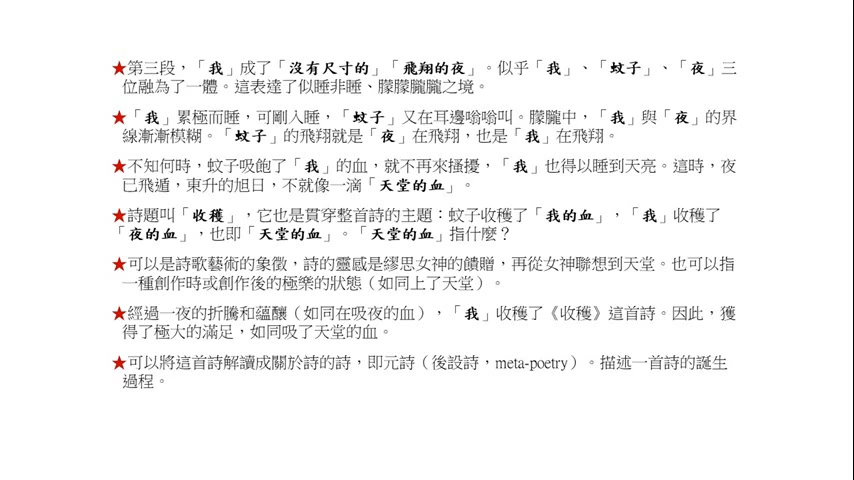 ★第三段，「我」成了「沒有尺寸的」「飛翔的夜」。似乎「我」、「蚊子」、「夜」三
位融為了一體。這表達了似睡非睡、朦朦朧朧之境。
★「我」累極而睡，可剛入睡，「蚊子」又在耳邊嗡嗡叫。朦朧中，「我」與「夜」的界
線漸漸模糊。「蚊子」的飛翔就是「夜」在飛翔，也是「我」在飛翔。
★不知何時，蚊子吸飽了「我」的血，就不再來搔擾，「我」也得以睡到天亮。這時，夜
已飛遁，東升的旭日，不就像一滴「天堂的血」。
★詩題叫「收穫」，它也是貫穿整首詩的主題：蚊子收穫了「我的血」，「我」收穫了
「夜的血」，也即「天堂的血」。「天堂的血」指什麼？
★可以是詩歌藝術的象徵，詩的靈感是繆思女神的饋贈，再從女神聯想到天堂。也可以指
一種創作時或創作後的極樂的狀態（如同上了天堂）。
★經過一夜的折騰和蘊釀（如同在吸夜的血），「我」收穫了《收穫》這首詩。因此，獲
得了極大的滿足，如同吸了天堂的血。
★可以將這首詩解讀成關於詩的詩，即元詩（後設詩，meta-poetry）。描述一首詩的誕生
過程。